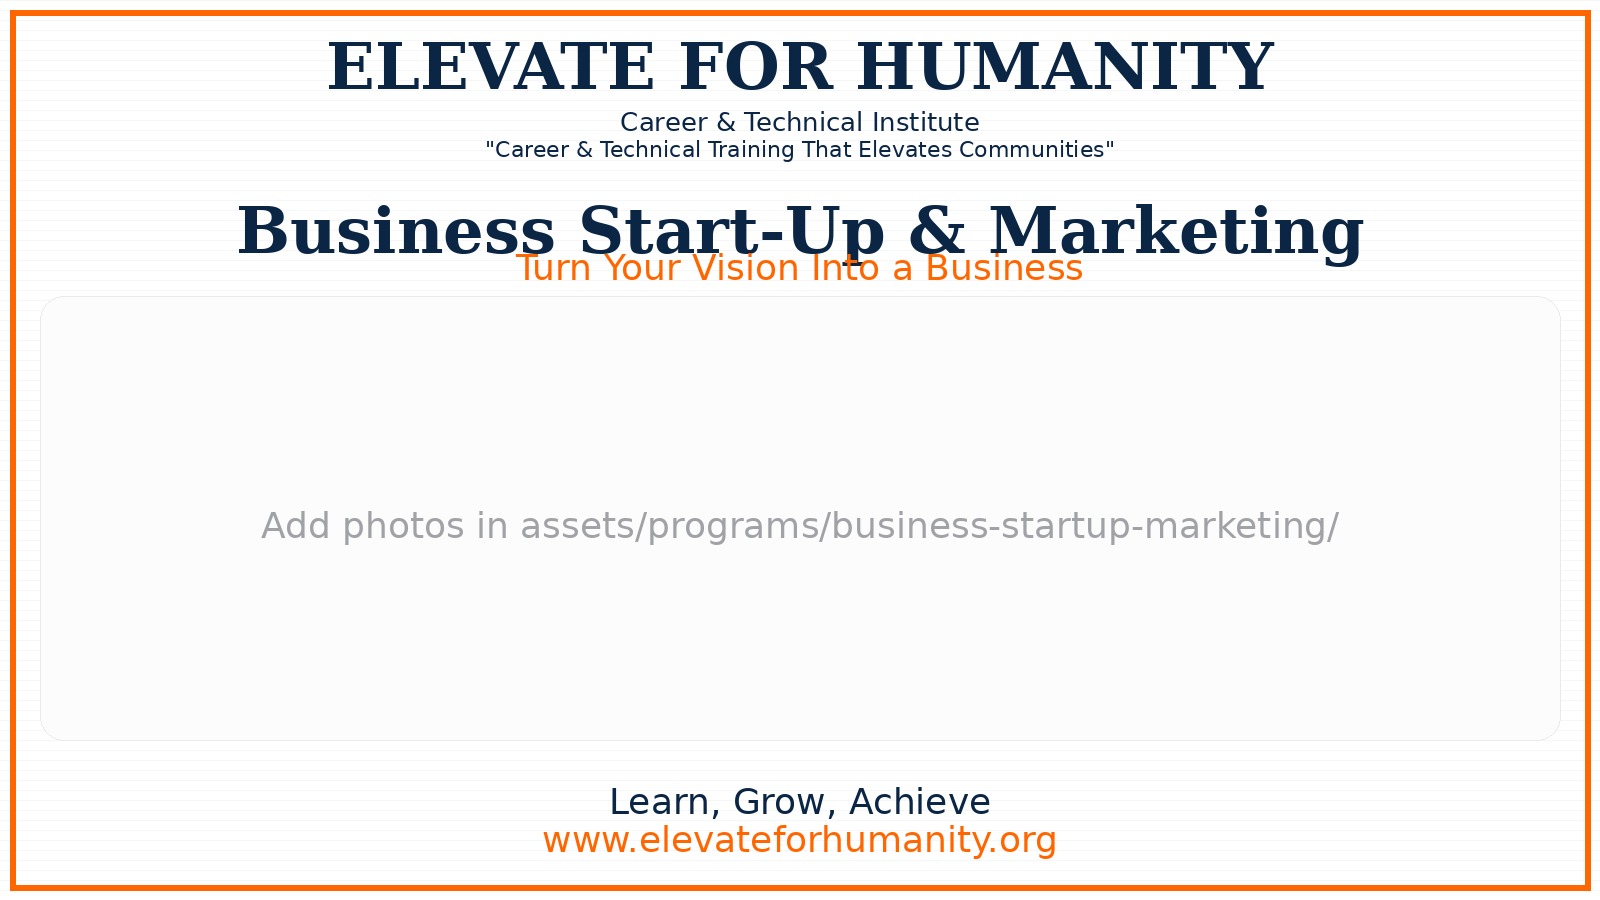 ELEVATE FOR HUMANITY
Career & Technical Institute
"Career & Technical Training That Elevates Communities"
Business Start-Up & Marketing
Turn Your Vision Into a Business
Add photos in assets/programs/business-startup-marketing/
Learn, Grow, Achieve
www.elevateforhumanity.org